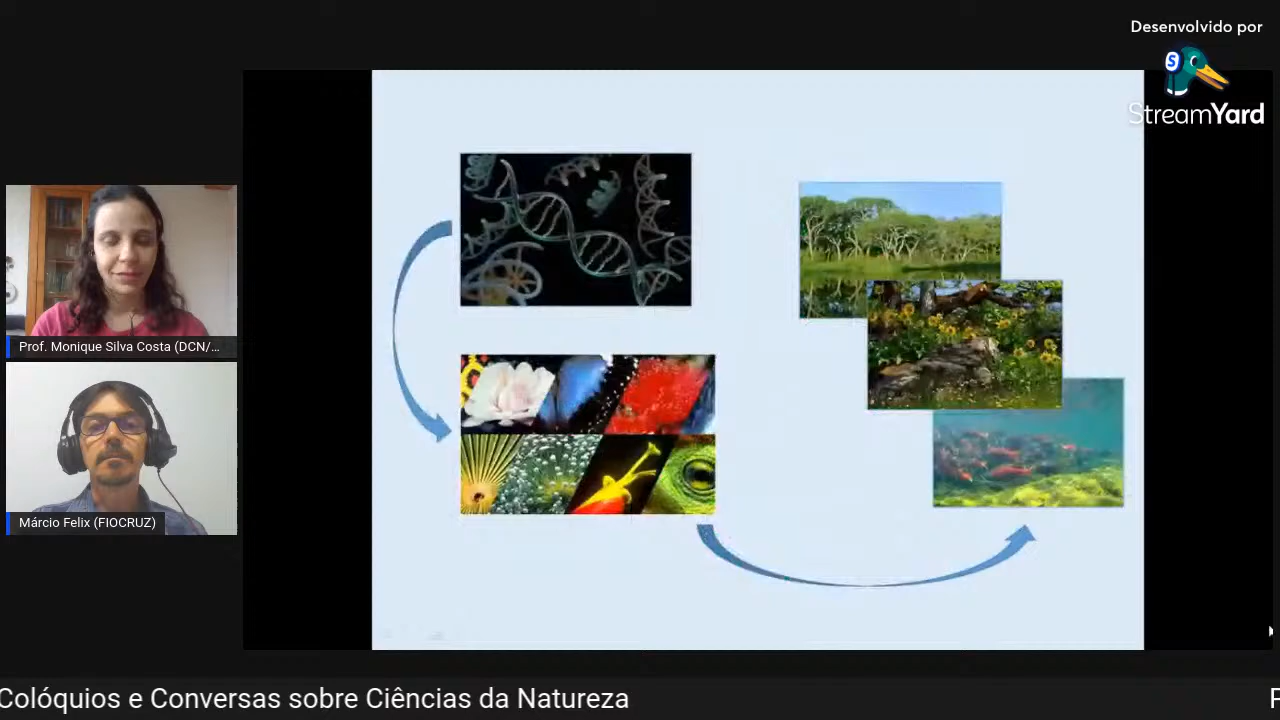 Desenvolvido por
S
StreamYard
Prof. Monique Silva Costa (DCN/...
Márcio Felix (FIOCRUZ)
Colóquios e Conversas sobre Ciências da Natureza